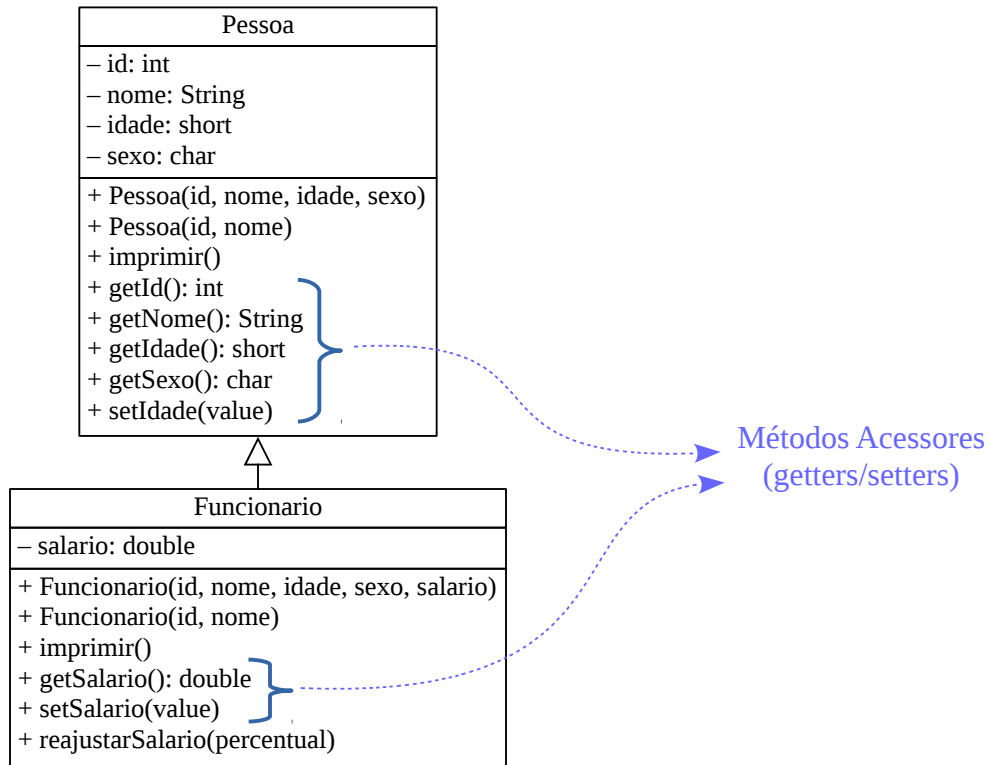 Pessoa
– id: int
– nome: String
– idade: short
– sexo: char
+ Pessoa(id, nome, idade, sexo)
+ Pessoa(id, nome)
+ imprimir()
+ getId(): int
+ getNome(): String
+ getIdade(): short
+ getSexo(): char
+ setIdade(value)
Métodos Acessores
(getters/setters)
Funcionario
– salario: double
+ Funcionario(id, nome, idade, sexo, salario)
+ Funcionario(id, nome)
+ imprimir()
+ getSalario(): double
+ setSalario(value)
+ reajustarSalario(percentual)